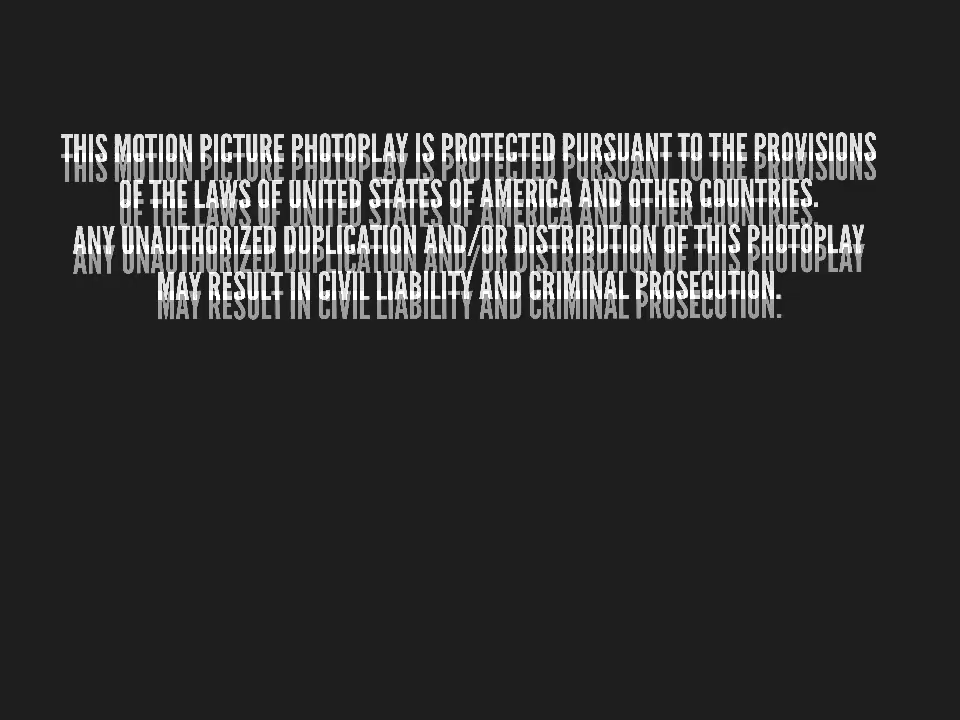 THIS MOTION PICTURE PHOTOPLAY IS PROTECTED PURSUANT TO THE PROVISIONS
OF THE LAWS OF UNITED STATES OF AMERICA AND OTHER COUNTRIES.
ANY UNAUTHORIZED DUPLICATION AND/OR DISTRIBUTION OF THIS PHOTOPLAY
MAY RESULT IN CIVIL LIABILITY AND CRIMINAL PROSECUTION.